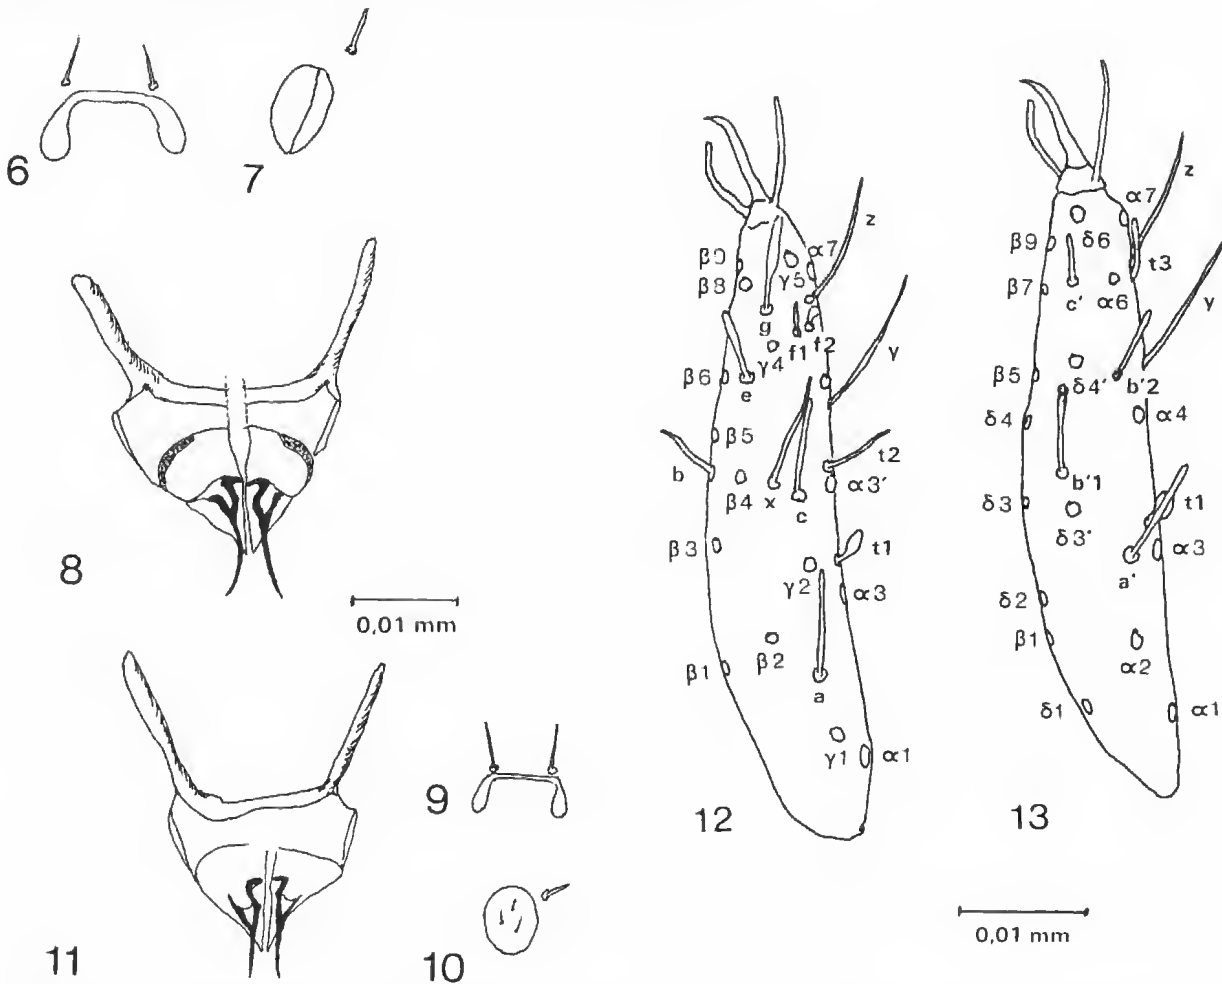 6
7
8
0,01 mm
11
9
10
z
α7
β9
γ5
β8
g
f1
f2
γ4
y
β6
e
β5
t2
b
β4
x
c
α3'
β3
t1
γ2
α3
β2
β1
a
γ1
α1
12
z
α7
δ6
β9
t3
c'
α6
β7
y
β5
δ4'
b'2
δ4
α4
b'1
t1
δ3
δ3'
a'
α3
δ2
β1
α2
δ1
α1
13
0,01 mm